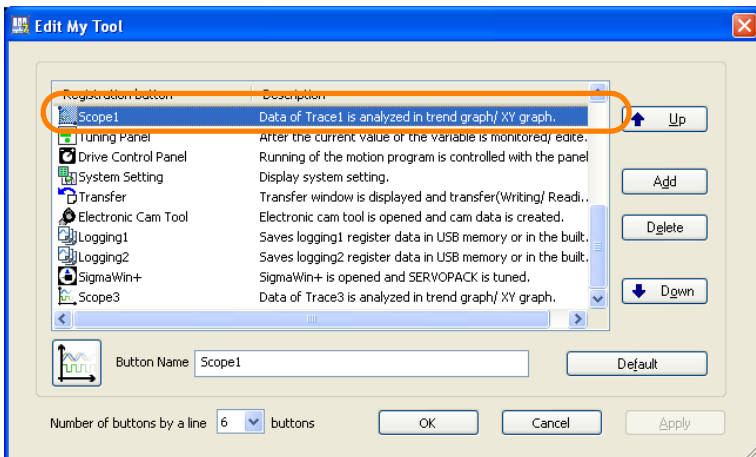 Edit My Tool
Registration button Description
Scope1 Data of Trace1 is analyzed in trend graph/ XY graph.
Tuning Panel After the current value of the variable is monitored/ edite.
Drive Control Panel Running of the motion program is controlled with the panel
System Setting Display system setting.
Transfer Transfer window is displayed and transfer(Writing/ Readi..
Electronic Cam Tool Electronic cam tool is opened and cam data is created.
Logging1 Saves logging1 register data in USB memory or in the built.
Logging2 Saves logging2 register data in USB memory or in the built.
SigmaWin+ SigmaWin+ is opened and SERVOPACK is tuned.
Scope3 Data of Trace3 is analyzed in trend graph/ XY graph.
Up
Add
Delete
Down
Button Name Scope1
Default
Number of buttons by a line 6 buttons
OK Cancel Apply